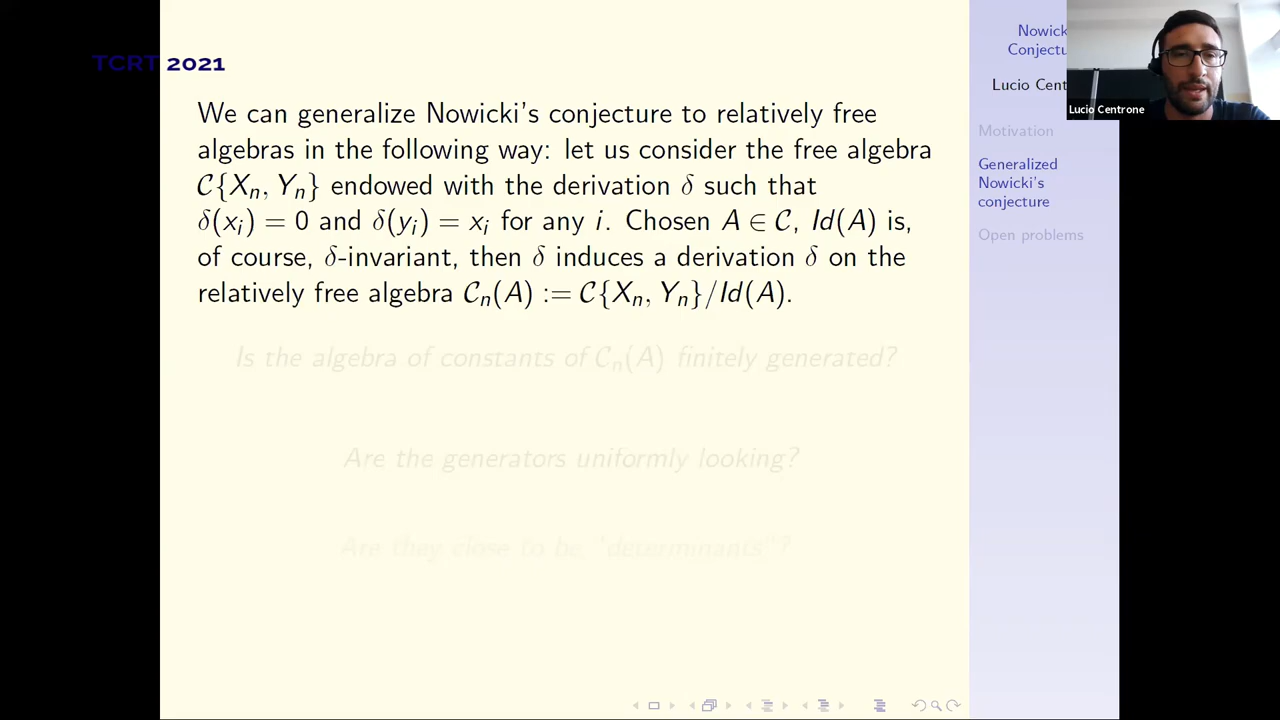 TCRT 2021
We can generalize Nowicki's conjecture to relatively free
algebras in the following way: let us consider the free algebra
𝒞{Xₙ, Yₙ} endowed with the derivation δ such that
δ(xᵢ) = 0 and δ(yᵢ) = xᵢ for any i. Chosen A ∈ 𝒞, Id(A) is,
of course, δ-invariant, then δ induces a derivation δ on the
relatively free algebra 𝒞ₙ(A) := 𝒞{Xₙ, Yₙ}/Id(A).
Is the algebra of constants of 𝒞ₙ(A) finitely generated?
Are the generators uniformly looking?
Are they close to be "determinants"?
Nowick
Conjectu
Lucio Cent
Lucio Centrone
Motivation
Generalized
Nowicki's
conjecture
Open problems